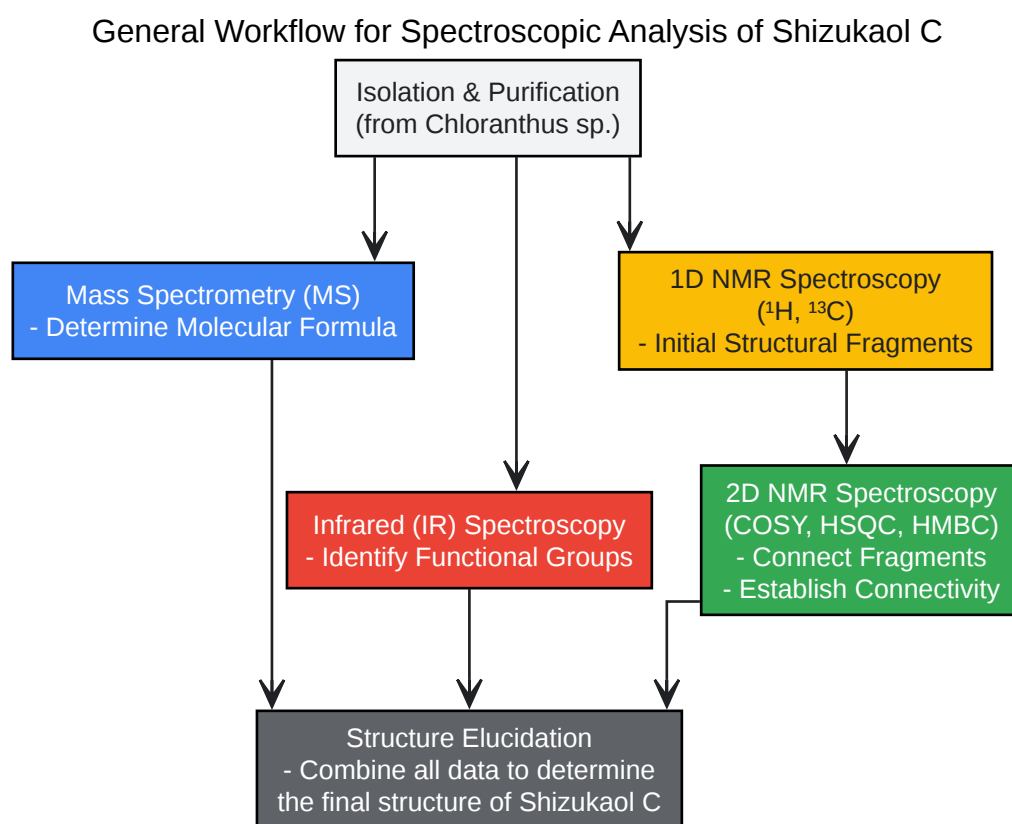 General Workflow for Spectroscopic Analysis of Shizukaol C
Isolation & Purification
(from Chloranthus sp.)
Mass Spectrometry (MS)
- Determine Molecular Formula
1D NMR Spectroscopy
(¹H, ¹³C)
- Initial Structural Fragments
Infrared (IR) Spectroscopy
- Identify Functional Groups
2D NMR Spectroscopy
(COSY, HSQC, HMBC)
- Connect Fragments
- Establish Connectivity
Structure Elucidation
- Combine all data to determine
the final structure of Shizukaol C